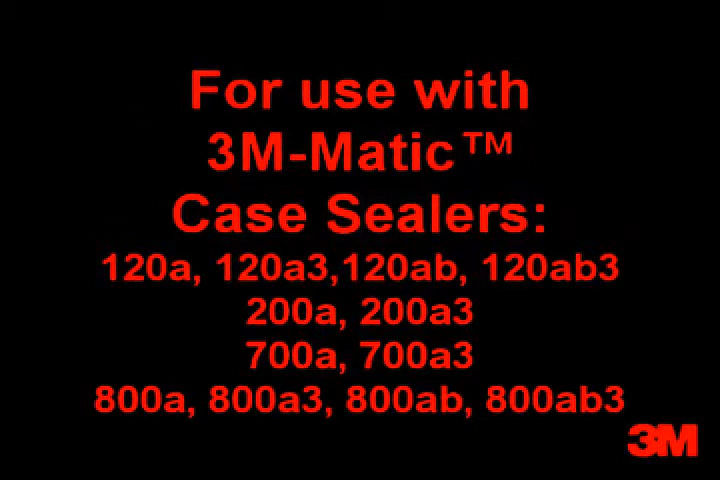 For use with
3M-Matic™
Case Sealers:
120a, 120a3,120ab, 120ab3
200a, 200a3
700a, 700a3
800a, 800a3, 800ab, 800ab3
3M